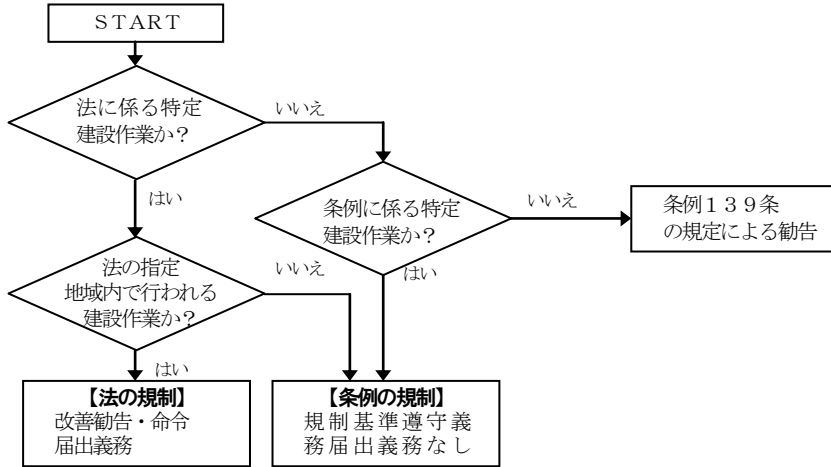 START
法に係る特定
建設作業か？
いいえ
はい
条例に係る特定
建設作業か？
いいえ
条例１３９条
の規定による勧告
はい
法の指定
地域内で行われる
建設作業か？
いいえ
はい
【法の規制】
改善勧告・命令
届出義務
【条例の規制】
規制基準遵守義
務届出義務なし